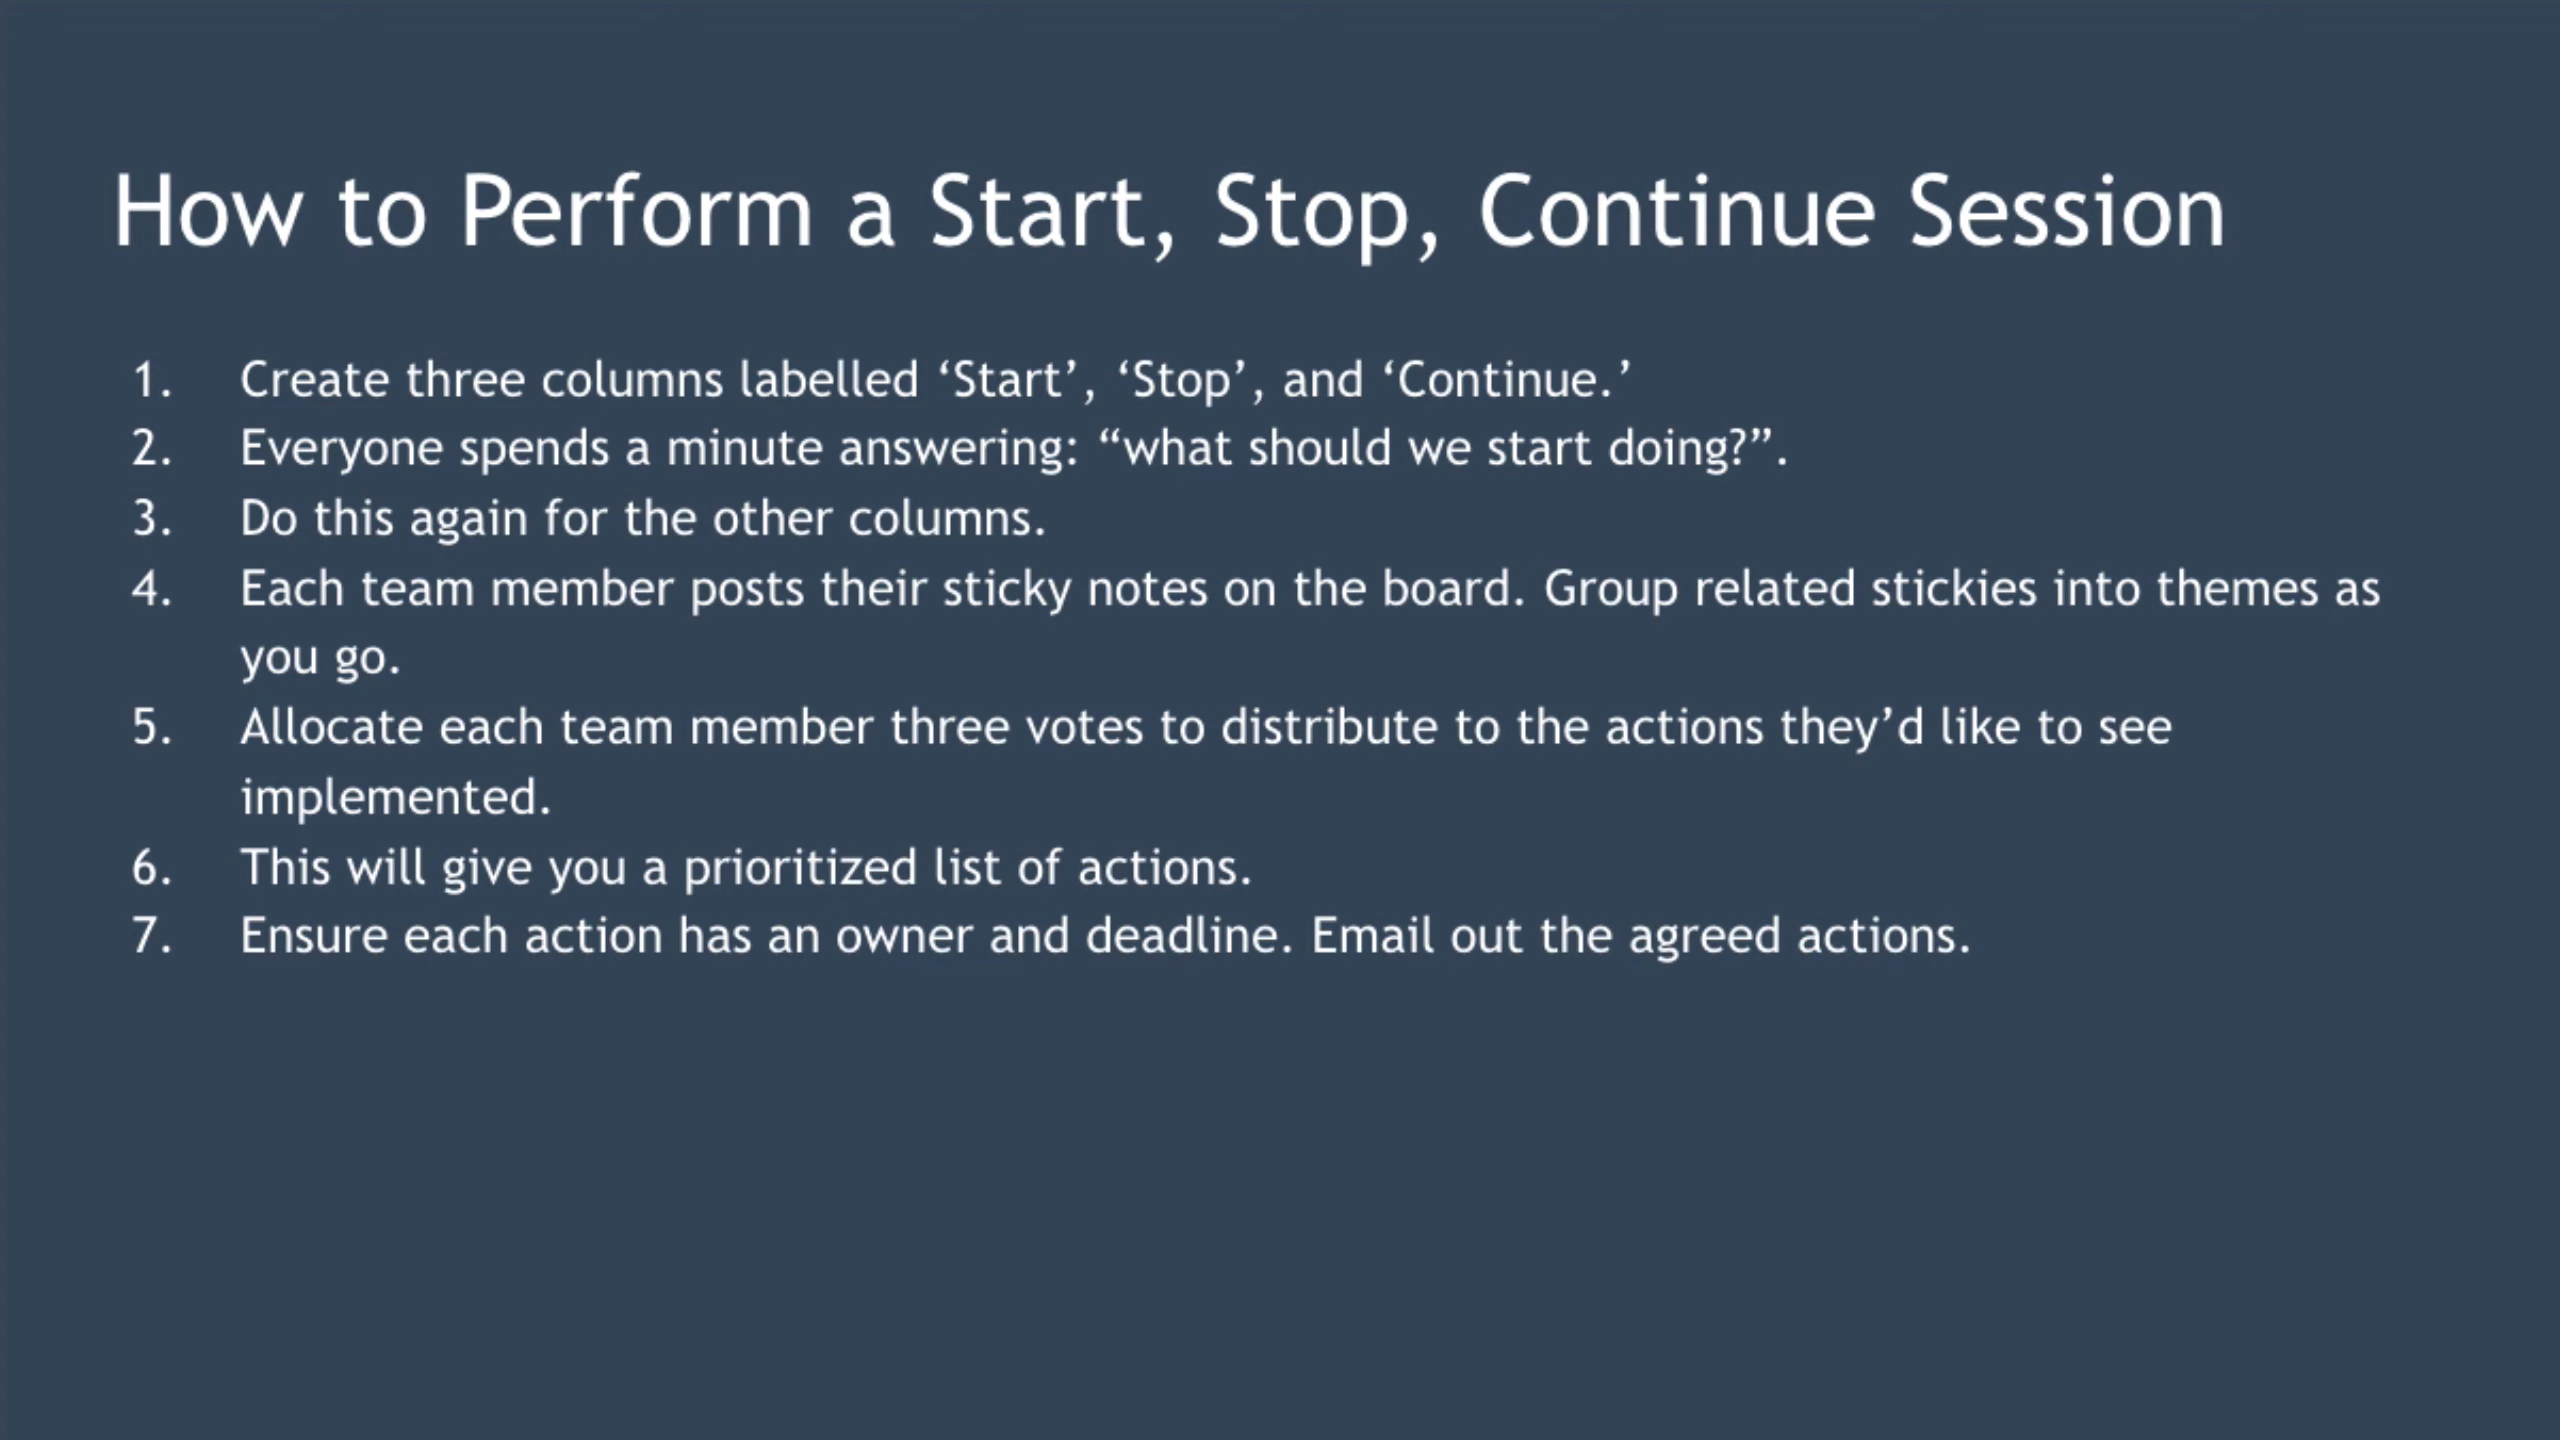 How to Perform a Start, Stop, Continue Session
1. Create three columns labelled ‘Start’, ‘Stop’, and ‘Continue.’
2. Everyone spends a minute answering: “what should we start doing?”.
3. Do this again for the other columns.
4. Each team member posts their sticky notes on the board. Group related stickies into themes as
you go.
5. Allocate each team member three votes to distribute to the actions they’d like to see
implemented.
6. This will give you a prioritized list of actions.
7. Ensure each action has an owner and deadline. Email out the agreed actions.